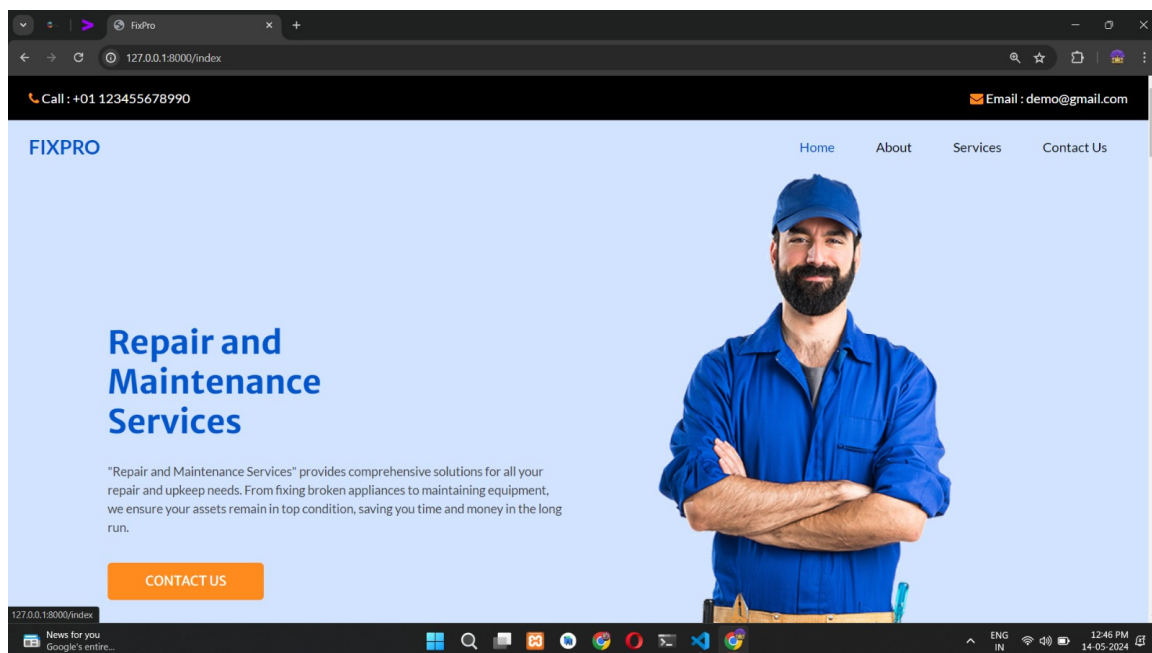 FixPro
127.0.0.1:8000/index
Call : +01 123455678990
Email : demo@gmail.com
FIXPRO
Home
About
Services
Contact Us
Repair and
Maintenance
Services
"Repair and Maintenance Services" provides comprehensive solutions for all your
repair and upkeep needs. From fixing broken appliances to maintaining equipment,
we ensure your assets remain in top condition, saving you time and money in the long
run.
CONTACT US
127.0.0.1:8000/index
News for you
Google's entire...
ENG
IN
12:46 PM
14-05-2024